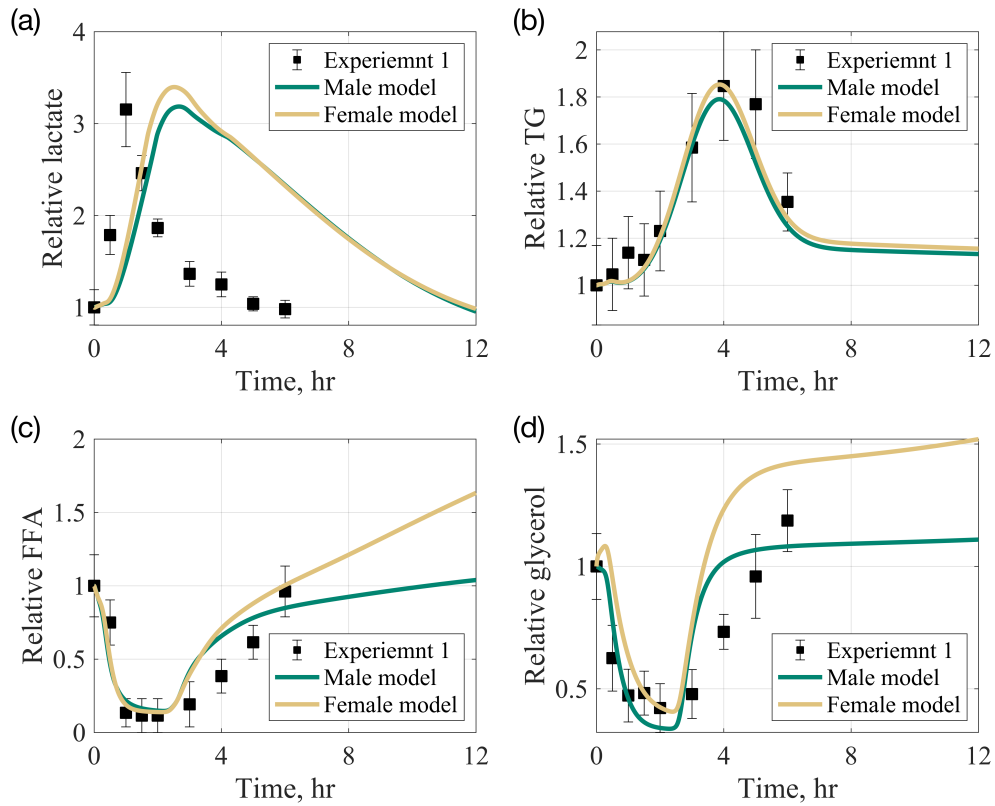 (a)
4
3
2
1
Relative lactate
0
4
8
12
Time, hr
Experiemnt 1
Male model
Female model
(b)
2
1.8
1.6
1.4
1.2
1
Relative TG
0
4
8
12
Time, hr
Experiemnt 1
Male model
Female model
(c)
2
1.5
1
0.5
0
Relative FFA
0
4
8
12
Time, hr
Experiemnt 1
Male model
Female model
(d)
1.5
1
0.5
Relative glycerol
0
4
8
12
Time, hr
Experiemnt 1
Male model
Female model